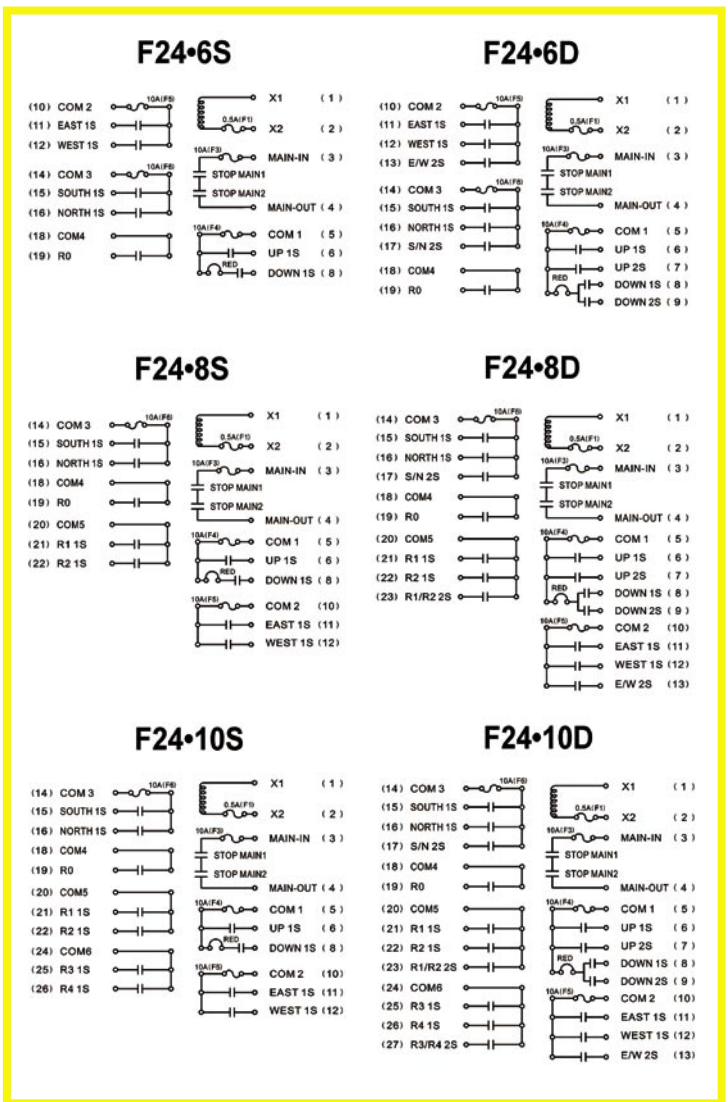 F24•6S
10A(F5)
(10) COM 2
(11) EAST 1S
(12) WEST 1S
10A(F6)
(14) COM 3
(15) SOUTH 1S
(16) NORTH 1S
(18) COM4
(19) R0
X1 (1)
0.5A(F1)
X2 (2)
10A(F3)
MAIN-IN (3)
STOP MAIN1
STOP MAIN2
MAIN-OUT (4)
10A(F4)
COM 1 (5)
UP 1S (6)
RED
DOWN 1S (8)
F24•6D
10A(F5)
(10) COM 2
(11) EAST 1S
(12) WEST 1S
(13) E/W 2S
10A(F6)
(14) COM 3
(15) SOUTH 1S
(16) NORTH 1S
(17) S/N 2S
(18) COM4
(19) R0
X1 (1)
0.5A(F1)
X2 (2)
10A(F3)
MAIN-IN (3)
STOP MAIN1
STOP MAIN2
MAIN-OUT (4)
10A(F4)
COM 1 (5)
UP 1S (6)
UP 2S (7)
RED
DOWN 1S (8)
DOWN 2S (9)
F24•8S
10A(F6)
(14) COM 3
(15) SOUTH 1S
(16) NORTH 1S
(18) COM4
(19) R0
(20) COM5
(21) R1 1S
(22) R2 1S
X1 (1)
0.5A(F1)
X2 (2)
10A(F3)
MAIN-IN (3)
STOP MAIN1
STOP MAIN2
MAIN-OUT (4)
10A(F4)
COM 1 (5)
UP 1S (6)
RED
DOWN 1S (8)
10A(F5)
COM 2 (10)
EAST 1S (11)
WEST 1S (12)
F24•8D
10A(F6)
(14) COM 3
(15) SOUTH 1S
(16) NORTH 1S
(17) S/N 2S
(18) COM4
(19) R0
(20) COM5
(21) R1 1S
(22) R2 1S
(23) R1/R2 2S
X1 (1)
0.5A(F1)
X2 (2)
10A(F3)
MAIN-IN (3)
STOP MAIN1
STOP MAIN2
MAIN-OUT (4)
10A(F4)
COM 1 (5)
UP 1S (6)
UP 2S (7)
RED
DOWN 1S (8)
DOWN 2S (9)
10A(F5)
COM 2 (10)
EAST 1S (11)
WEST 1S (12)
E/W 2S (13)
F24•10S
10A(F6)
(14) COM 3
(15) SOUTH 1S
(16) NORTH 1S
(18) COM4
(19) R0
(20) COM5
(21) R1 1S
(22) R2 1S
(24) COM6
(25) R3 1S
(26) R4 1S
X1 (1)
0.5A(F1)
X2 (2)
10A(F3)
MAIN-IN (3)
STOP MAIN1
STOP MAIN2
MAIN-OUT (4)
10A(F4)
COM 1 (5)
UP 1S (6)
RED
DOWN 1S (8)
10A(F5)
COM 2 (10)
EAST 1S (11)
WEST 1S (12)
F24•10D
10A(F6)
(14) COM 3
(15) SOUTH 1S
(16) NORTH 1S
(17) S/N 2S
(18) COM4
(19) R0
(20) COM5
(21) R1 1S
(22) R2 1S
(23) R1/R2 2S
(24) COM6
(25) R3 1S
(26) R4 1S
(27) R3/R4 2S
X1 (1)
0.5A(F1)
X2 (2)
10A(F3)
MAIN-IN (3)
STOP MAIN1
STOP MAIN2
MAIN-OUT (4)
10A(F4)
COM 1 (5)
UP 1S (6)
UP 2S (7)
RED
DOWN 1S (8)
DOWN 2S (9)
10A(F5)
COM 2 (10)
EAST 1S (11)
WEST 1S (12)
E/W 2S (13)